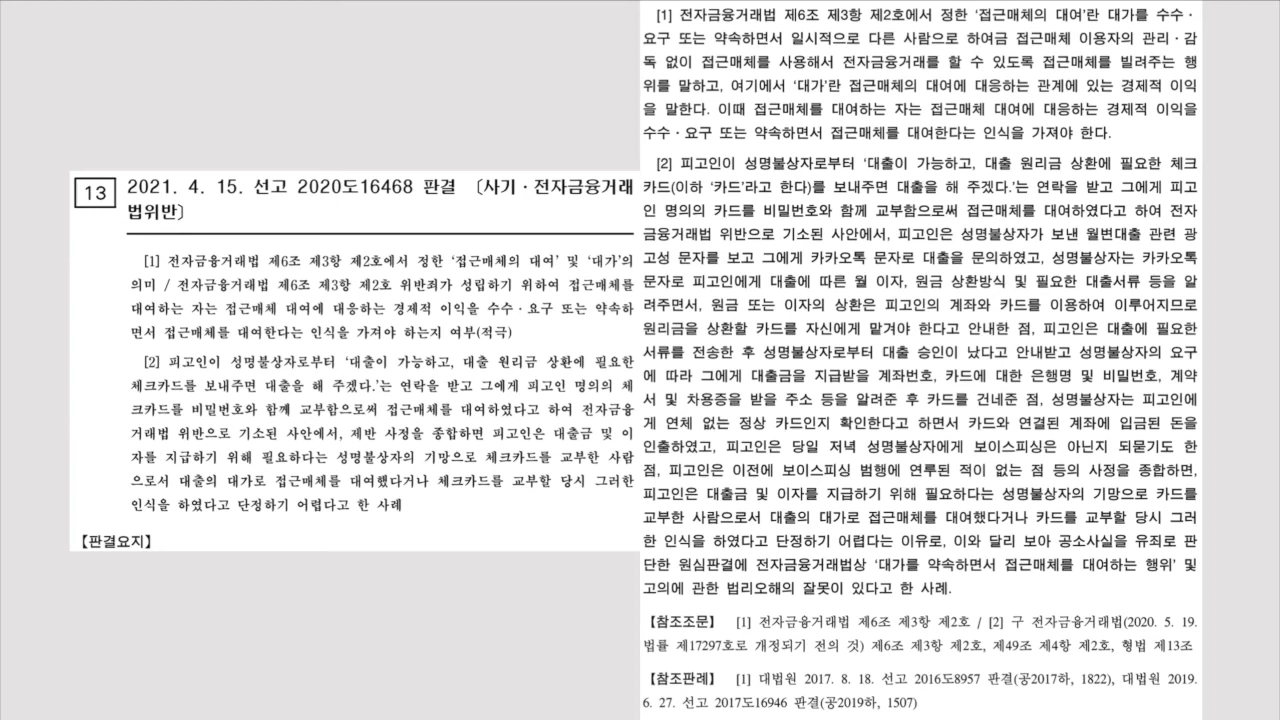 13
2021. 4. 15. 선고 2020도16468 판결 〔사기·전자금융거래
법위반〕
[1] 전자금융거래법 제6조 제3항 제2호에서 정한 ‘접근매체의 대여’ 및 ‘대가’의
의미 / 전자금융거래법 제6조 제3항 제2호 위반죄가 성립하기 위하여 접근매체를
대여하는 자는 접근매체 대여에 대응하는 경제적 이익을 수수·요구 또는 약속하
면서 접근매체를 대여한다는 인식을 가져야 하는지 여부(적극)
[2] 피고인이 성명불상자로부터 ‘대출이 가능하고, 대출 원리금 상환에 필요한
체크카드를 보내주면 대출을 해 주겠다.’는 연락을 받고 그에게 피고인 명의의 체
크카드를 비밀번호와 함께 교부함으로써 접근매체를 대여하였다고 하여 전자금융
거래법 위반으로 기소된 사안에서, 제반 사정을 종합하면 피고인은 대출금 및 이
자를 지급하기 위해 필요하다는 성명불상자의 기망으로 체크카드를 교부한 사람
으로서 대출의 대가로 접근매체를 대여했다거나 체크카드를 교부할 당시 그러한
인식을 하였다고 단정하기 어렵다고 한 사례
【판결요지】
[1] 전자금융거래법 제6조 제3항 제2호에서 정한 ‘접근매체의 대여’란 대가를 수수·
요구 또는 약속하면서 일시적으로 다른 사람으로 하여금 접근매체 이용자의 관리·감
독 없이 접근매체를 사용해서 전자금융거래를 할 수 있도록 접근매체를 빌려주는 행
위를 말하고, 여기에서 ‘대가’란 접근매체의 대여에 대응하는 관계에 있는 경제적 이익
을 말한다. 이때 접근매체를 대여하는 자는 접근매체 대여에 대응하는 경제적 이익을
수수·요구 또는 약속하면서 접근매체를 대여한다는 인식을 가져야 한다.
[2] 피고인이 성명불상자로부터 ‘대출이 가능하고, 대출 원리금 상환에 필요한 체크
카드(이하 ‘카드’라고 한다)를 보내주면 대출을 해 주겠다.’는 연락을 받고 그에게 피고
인 명의의 카드를 비밀번호와 함께 교부함으로써 접근매체를 대여하였다고 하여 전자
금융거래법 위반으로 기소된 사안에서, 피고인은 성명불상자가 보낸 월변대출 관련 광
고성 문자를 보고 그에게 카카오톡 문자로 대출을 문의하였고, 성명불상자는 카카오톡
문자로 피고인에게 대출에 따른 월 이자, 원금 상환방식 및 필요한 대출서류 등을 알
려주면서, 원금 또는 이자의 상환은 피고인의 계좌와 카드를 이용하여 이루어지므로
원리금을 상환할 카드를 자신에게 맡겨야 한다고 안내한 점, 피고인은 대출에 필요한
서류를 전송한 후 성명불상자로부터 대출 승인이 났다고 안내받고 성명불상자의 요구
에 따라 그에게 대출금을 지급받을 계좌번호, 카드에 대한 은행명 및 비밀번호, 계약
서 및 차용증을 받을 주소 등을 알려준 후 카드를 건네준 점, 성명불상자는 피고인에
게 연체 없는 정상 카드인지 확인한다고 하면서 카드와 연결된 계좌에 입금된 돈을
인출하였고, 피고인은 당일 저녁 성명불상자에게 보이스피싱은 아닌지 되묻기도 한
점, 피고인은 이전에 보이스피싱 범행에 연루된 적이 없는 점 등의 사정을 종합하면,
피고인은 대출금 및 이자를 지급하기 위해 필요하다는 성명불상자의 기망으로 카드를
교부한 사람으로서 대출의 대가로 접근매체를 대여했다거나 카드를 교부할 당시 그러
한 인식을 하였다고 단정하기 어렵다는 이유로, 이와 달리 보아 공소사실을 유죄로 판
단한 원심판결에 전자금융거래법상 ‘대가를 약속하면서 접근매체를 대여하는 행위’ 및
고의에 관한 법리오해의 잘못이 있다고 한 사례.
【참조조문】 [1] 전자금융거래법 제6조 제3항 제2호 / [2] 구 전자금융거래법(2020. 5. 19.
법률 제17297호로 개정되기 전의 것) 제6조 제3항 제2호, 제49조 제4항 제2호, 형법 제13조
【참조판례】 [1] 대법원 2017. 8. 18. 선고 2016도8957 판결(공2017하, 1822), 대법원 2019.
6. 27. 선고 2017도16946 판결(공2019하, 1507)